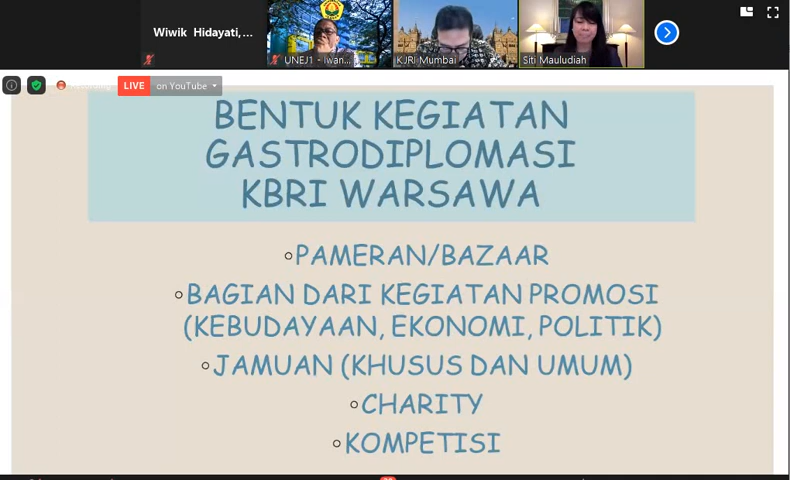 Wiwik Hidayati,...
UNEJ1 - Iwan...
KJRI Mumbai
Siti Mauludiah
LIVE
on YouTube
BENTUK KEGIATAN
GASTRODIPLOMASI
KBRI WARSAWA
PAMERAN/BAZAAR
BAGIAN DARI KEGIATAN PROMOSI
(KEBUDAYAAN, EKONOMI, POLITIK)
JAMUAN (KHUSUS DAN UMUM)
CHARITY
KOMPETISI